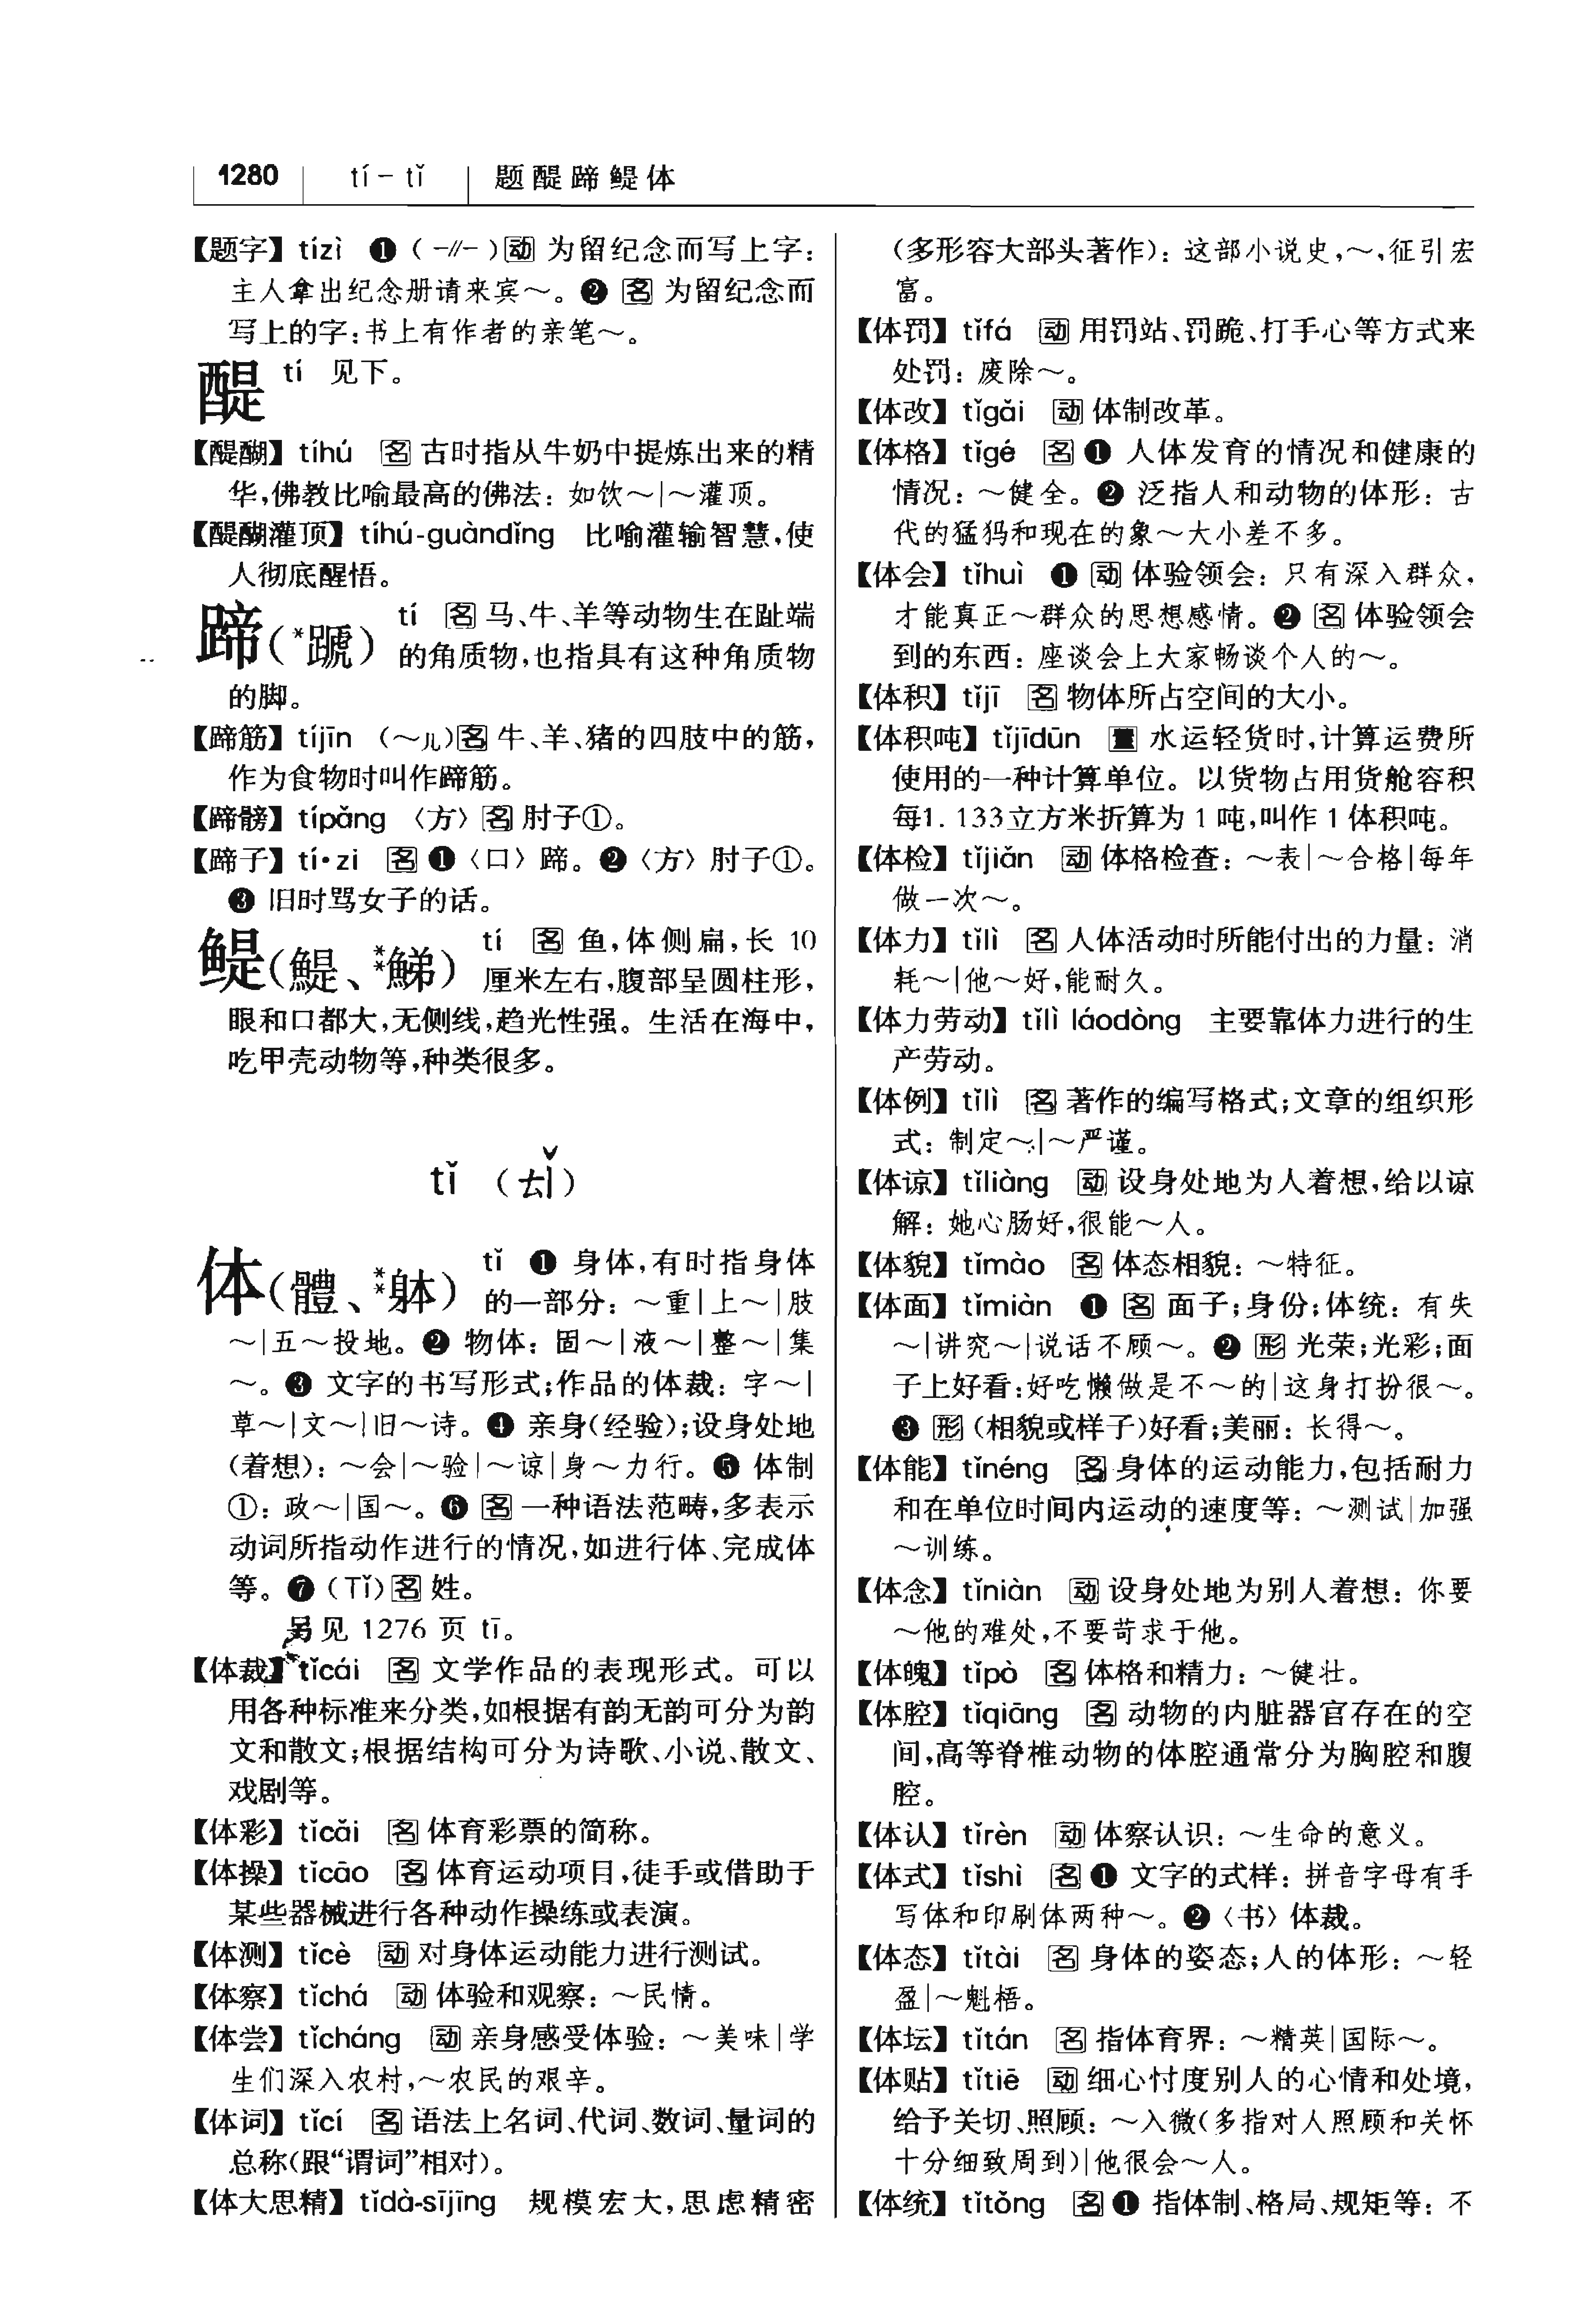 1280 tí－tǐ 题醍蹄鳀体
【题字】tízì ❶（-∥-）动 为留纪念而写上字：
主人拿出纪念册请来宾～。❷ 名 为留纪念而
写上的字：书上有作者的亲笔～。
醍 tí 见下。
【醍醐】tíhú 名 古时指从牛奶中提炼出来的精
华，佛教比喻最高的佛法：如饮～|～灌顶。
【醍醐灌顶】tíhú-guàndǐng 比喻灌输智慧，使
人彻底醒悟。
蹄（*蹏） tí 名 马、牛、羊等动物生在趾端
的角质物，也指具有这种角质物
的脚。
【蹄筋】tíjīn （～儿）名 牛、羊、猪的四肢中的筋，
作为食物时叫作蹄筋。
【蹄髈】típǎng 〈方〉名 肘子①。
【蹄子】tí·zi 名 ❶〈口〉蹄。❷〈方〉肘子①。
❸ 旧时骂女子的话。
鳀（鯷、**鮷） tí 名 鱼，体侧扁，长 10
厘米左右，腹部呈圆柱形，
眼和口都大，无侧线，趋光性强。生活在海中，
吃甲壳动物等，种类很多。
tǐ （ㄊㄧˇ）
体（體、**躰） tǐ ❶ 身体，有时指身体
的一部分：～重|上～|肢
～|五～投地。❷ 物体：固～|液～|整～|集
～。❸ 文字的书写形式；作品的体裁：字～|
草～|文～|旧～诗。❹ 亲身（经验）；设身处地
（着想）：～会|～验|～谅|身～力行。❺ 体制
①：政～|国～。❻ 名 一种语法范畴，多表示
动词所指动作进行的情况，如进行体、完成体
等。❼（Tǐ）名 姓。
另见 1276 页 tī。
【体裁】tǐcái 名 文学作品的表现形式。可以
用各种标准来分类，如根据有韵无韵可分为韵
文和散文；根据结构可分为诗歌、小说、散文、
戏剧等。
【体彩】tǐcǎi 名 体育彩票的简称。
【体操】tǐcāo 名 体育运动项目，徒手或借助于
某些器械进行各种动作操练或表演。
【体测】tǐcè 动 对身体运动能力进行测试。
【体察】tǐchá 动 体验和观察：～民情。
【体尝】tǐcháng 动 亲身感受体验：～美味|学
生们深入农村，～农民的艰辛。
【体词】tǐcí 名 语法上名词、代词、数词、量词的
总称（跟“谓词”相对）。
【体大思精】tǐdà-sījīng 规模宏大，思虑精密
（多形容大部头著作）：这部小说史，～，征引宏
富。
【体罚】tǐfá 动 用罚站、罚跪、打手心等方式来
处罚：废除～。
【体改】tǐgǎi 动 体制改革。
【体格】tǐgé 名 ❶ 人体发育的情况和健康的
情况：～健全。❷ 泛指人和动物的体形：古
代的猛犸和现在的象～大小差不多。
【体会】tǐhuì ❶ 动 体验领会：只有深入群众，
才能真正～群众的思想感情。❷ 名 体验领会
到的东西：座谈会上大家畅谈个人的～。
【体积】tǐjī 名 物体所占空间的大小。
【体积吨】tǐjīdūn 量 水运轻货时，计算运费所
使用的一种计算单位。以货物占用货舱容积
每1.133立方米折算为 1 吨，叫作 1 体积吨。
【体检】tǐjiǎn 动 体格检查：～表|～合格|每年
做一次～。
【体力】tǐlì 名 人体活动时所能付出的力量：消
耗～|他～好，能耐久。
【体力劳动】tǐlì láodòng 主要靠体力进行的生
产劳动。
【体例】tǐlì 名 著作的编写格式；文章的组织形
式：制定～|～严谨。
【体谅】tǐliàng 动 设身处地为人着想，给以谅
解：她心肠好，很能～人。
【体貌】tǐmào 名 体态相貌：～特征。
【体面】tǐmiàn ❶ 名 面子；身份；体统：有失
～|讲究～|说话不顾～。❷ 形 光荣；光彩；面
子上好看：好吃懒做是不～的|这身打扮很～。
❸ 形（相貌或样子）好看；美丽：长得～。
【体能】tǐnéng 名 身体的运动能力，包括耐力
和在单位时间内运动的速度等：～测试|加强
～训练。
【体念】tǐniàn 动 设身处地为别人着想：你要
～他的难处，不要苛求于他。
【体魄】tǐpò 名 体格和精力：～健壮。
【体腔】tǐqiāng 名 动物的内脏器官存在的空
间，高等脊椎动物的体腔通常分为胸腔和腹
腔。
【体认】tǐrèn 动 体察认识：～生命的意义。
【体式】tǐshì 名 ❶ 文字的式样：拼音字母有手
写体和印刷体两种～。❷〈书〉体裁。
【体态】tǐtài 名 身体的姿态；人的体形：～轻
盈|～魁梧。
【体坛】tǐtán 名 指体育界：～精英|国际～。
【体贴】tǐtiē 动 细心忖度别人的心情和处境，
给予关切、照顾：～入微（多指对人照顾和关怀
十分细致周到）|他很会～人。
【体统】tǐtǒng 名 ❶ 指体制、格局、规矩等：不